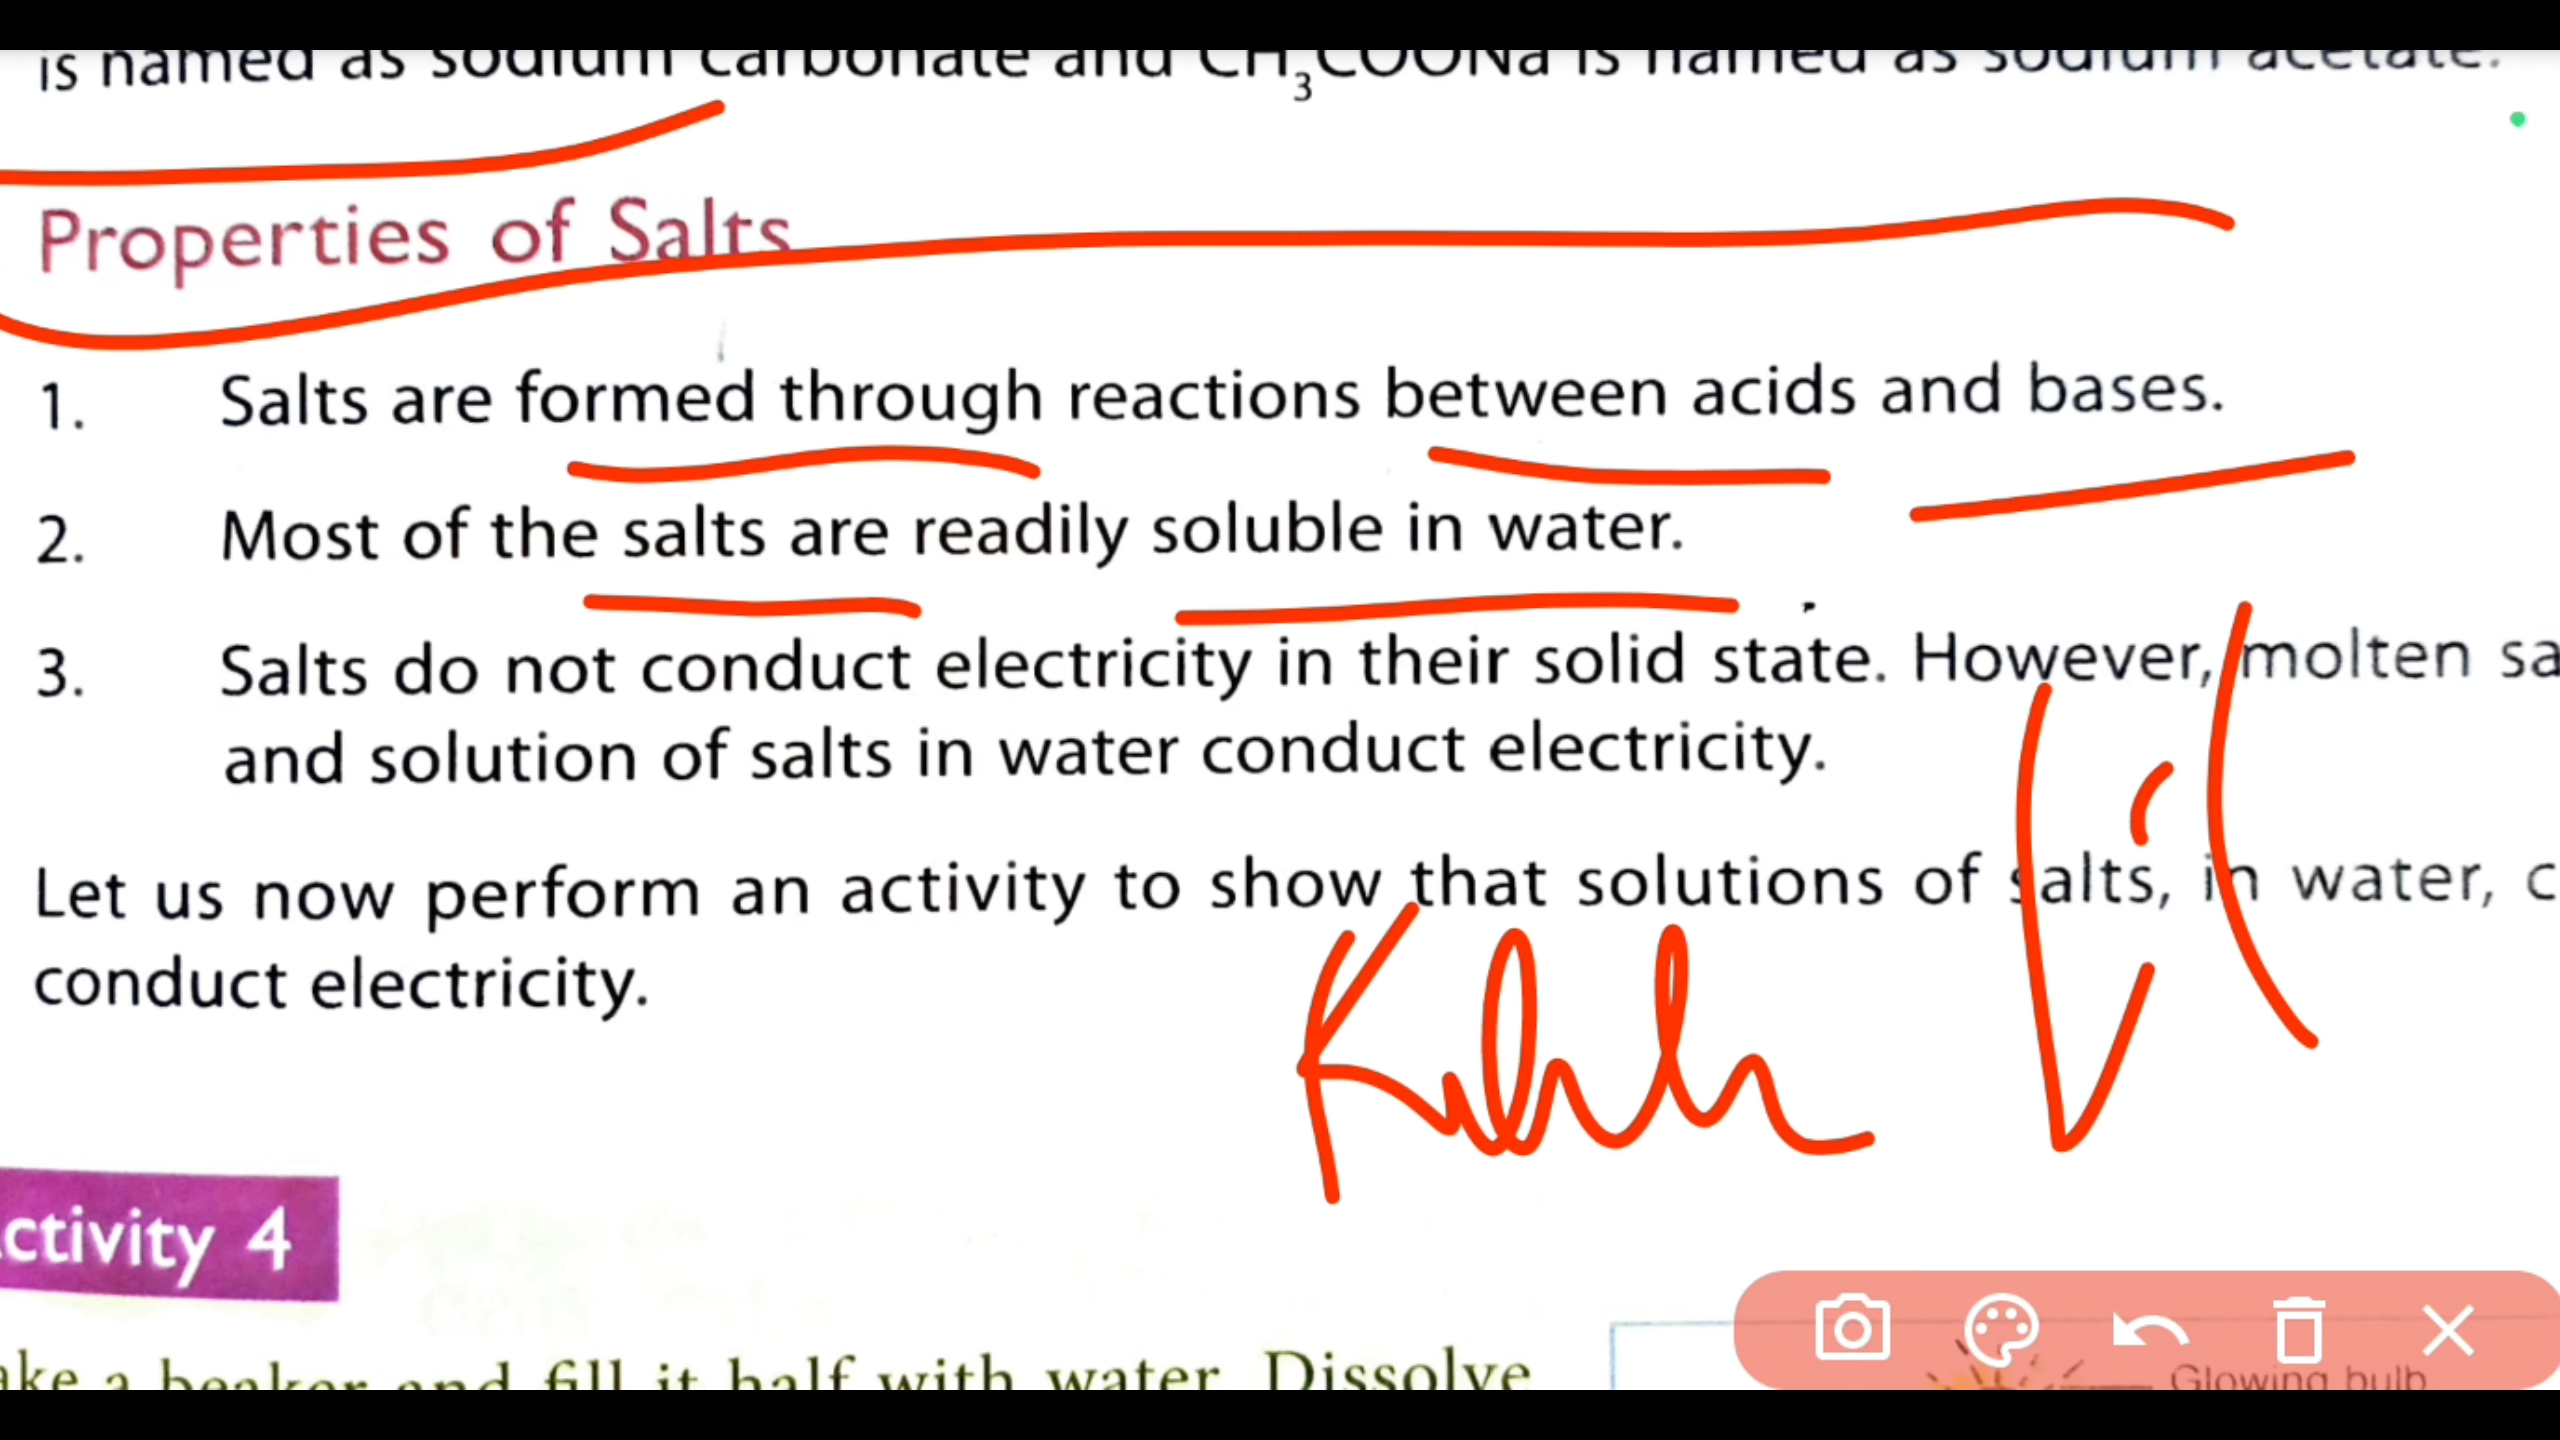 is named as sodium carbonate and CH₃COONa is named as sodium acetate.
Properties of Salts
1. Salts are formed through reactions between acids and bases.
2. Most of the salts are readily soluble in water.
3. Salts do not conduct electricity in their solid state. However, molten sa
and solution of salts in water conduct electricity.
Let us now perform an activity to show that solutions of salts, in water, c
conduct electricity.
ctivity 4
ake a beaker and fill it half with water. Dissolve
Glowing bulb